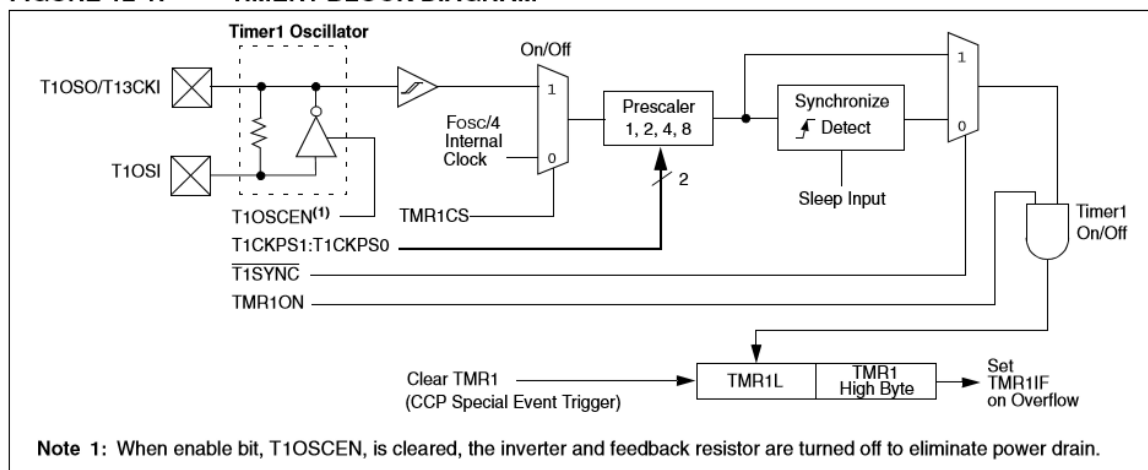 Timer1 Oscillator
On/Off
T1OSO/T13CKI
1
1
Prescaler
1, 2, 4, 8
Synchronize
Detect
FOSC/4
Internal
Clock
0
0
T1OSI
2
Sleep Input
T1OSCEN(1)
TMR1CS
Timer1
On/Off
T1CKPS1:T1CKPS0
T1SYNC
TMR1ON
Clear TMR1
(CCP Special Event Trigger)
TMR1L
TMR1
High Byte
Set
TMR1IF
on Overflow
Note 1: When enable bit, T1OSCEN, is cleared, the inverter and feedback resistor are turned off to eliminate power drain.